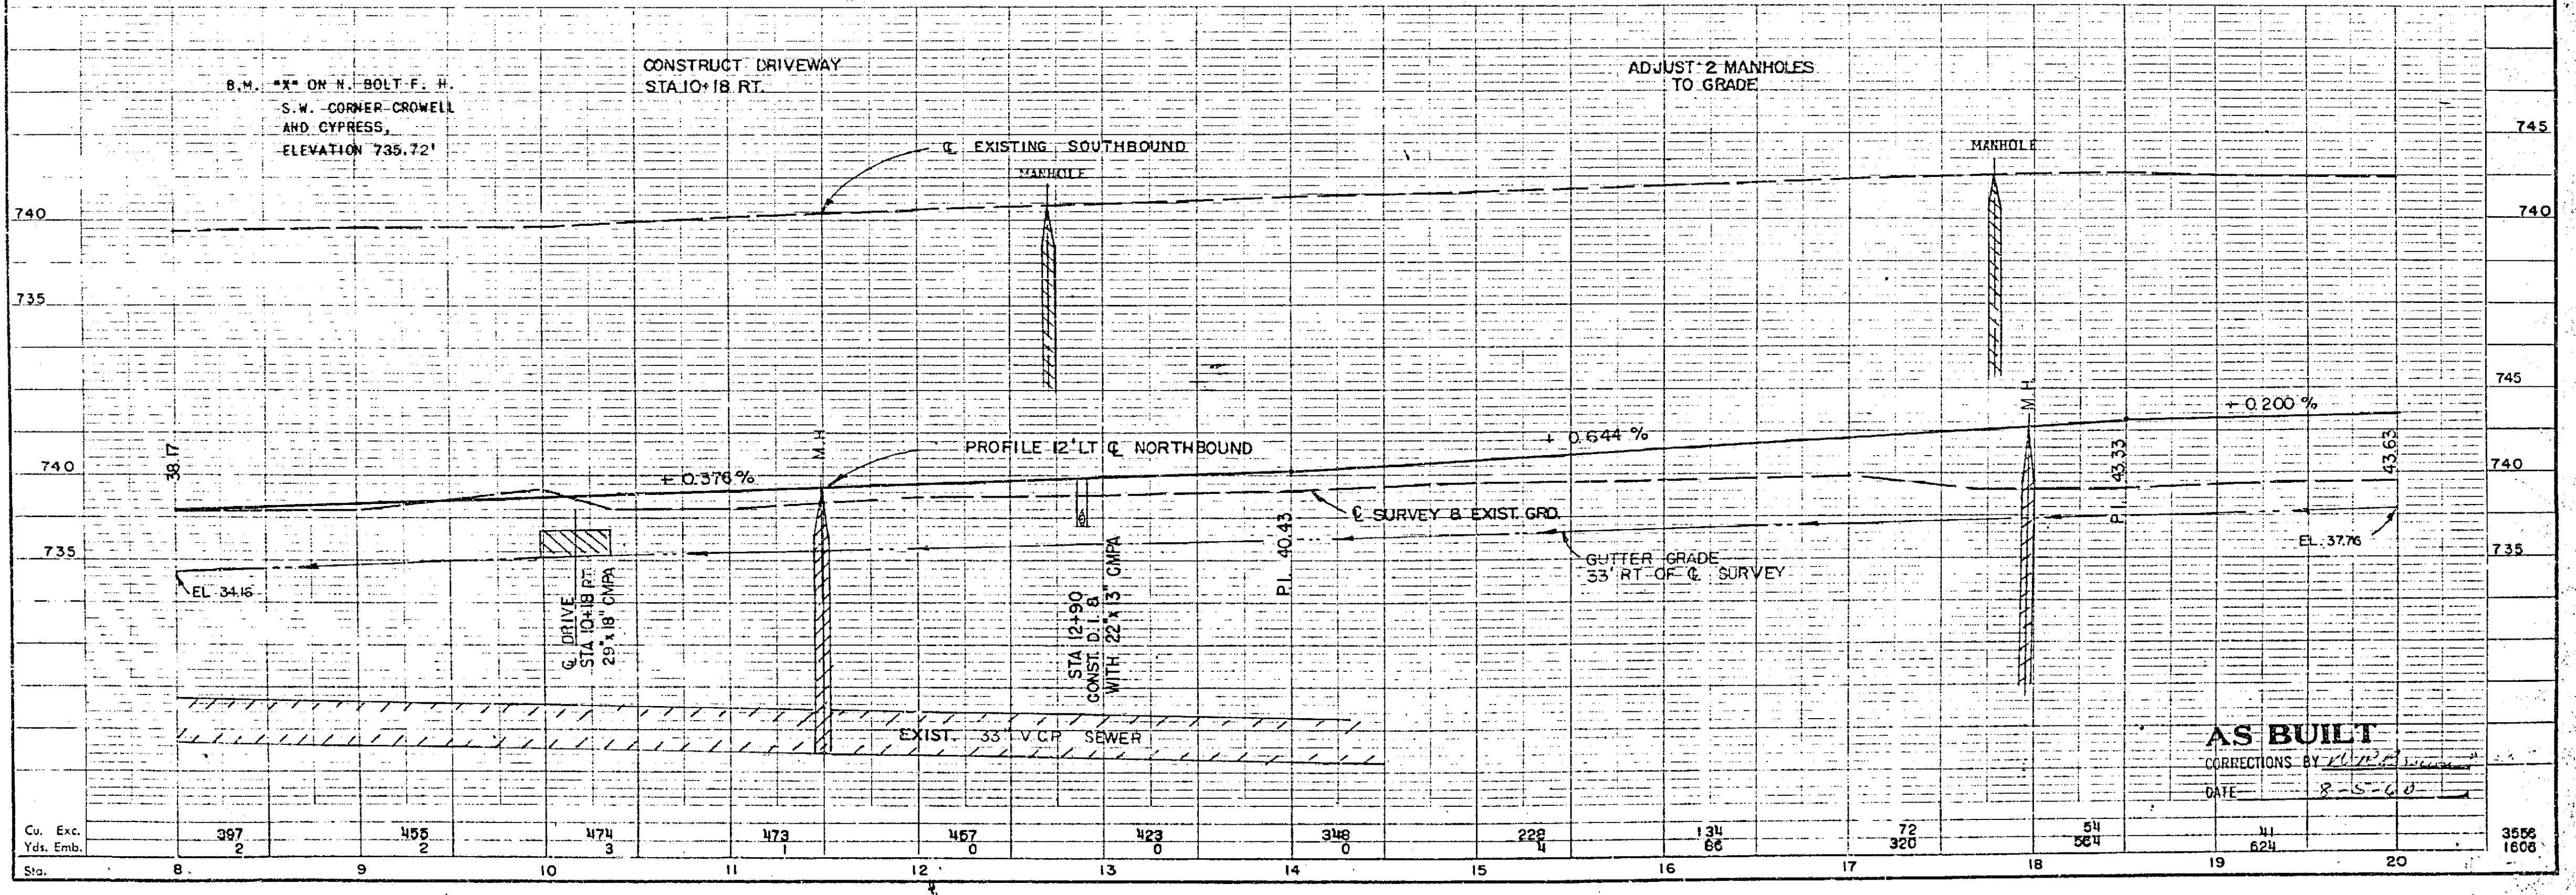 B.M. "X" ON N. BOLT F. H.
S.W. CORNER CROWELL
AND CYPRESS,
ELEVATION 735.72'
CONSTRUCT DRIVEWAY
STA 10+18 RT.
ADJUST 2 MANHOLES
TO GRADE
745
MANHOLE
℄ EXISTING SOUTHBOUND
MANHOLE
740
740
735
745
M.H.
+ 0.200 %
+ 0.644 %
M.H.
PROFILE 12' LT ℄ NORTHBOUND
740
38.17
+ 0.376 %
43.33
P.I.
43.63
740
℄ SURVEY & EXIST. GRD.
735
P.I. 40.43
EL. 37.76
735
GUTTER GRADE
33' RT OF ℄ SURVEY
EL 34.16
℄ DRIVE
STA 10+18 RT.
29" x 18" CMPA
STA 12+90
CONST. D.I. &
WITH 22" x 13" CMPA
EXIST. 33" V.C.P. SEWER
AS BUILT
CORRECTIONS BY
DATE 8-5-60
Cu. Exc. 397 455 474 473 457 423 348 228 134 72 54 41 3556
Yds. Emb. 2 2 3 1 0 0 0 4 86 320 564 624 1606
Sta. 8 9 10 11 12 13 14 15 16 17 18 19 20